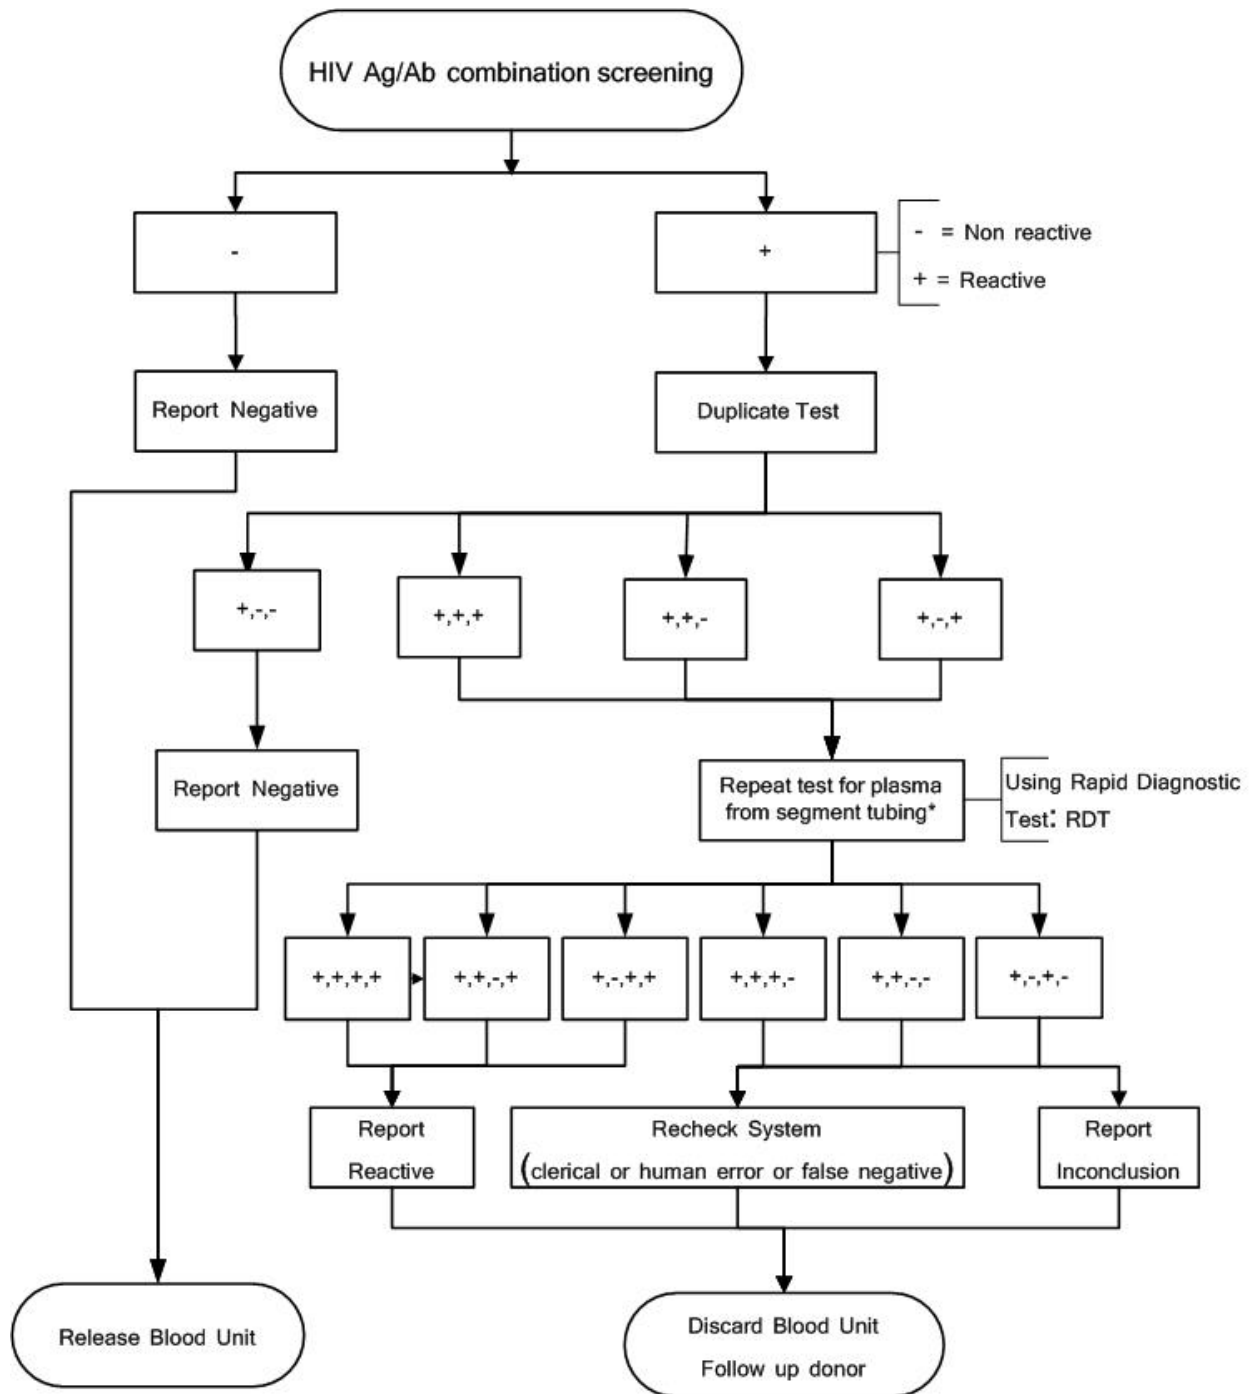 HIV Ag/Ab combination screening
-
+
- = Non reactive
+ = Reactive
Report Negative
Duplicate Test
+,-,-
+,+,+
+,+,-
+,-,+
Report Negative
Repeat test for plasma
from segment tubing*
Using Rapid Diagnostic
Test: RDT
+,+,+,+
+,+,-,+
+,-,+,+
+,+,+,-
+,+,-,-
+,-,+,-
Report
Reactive
Recheck System
(clerical or human error or false negative)
Report
Inconclusion
Release Blood Unit
Discard Blood Unit
Follow up donor